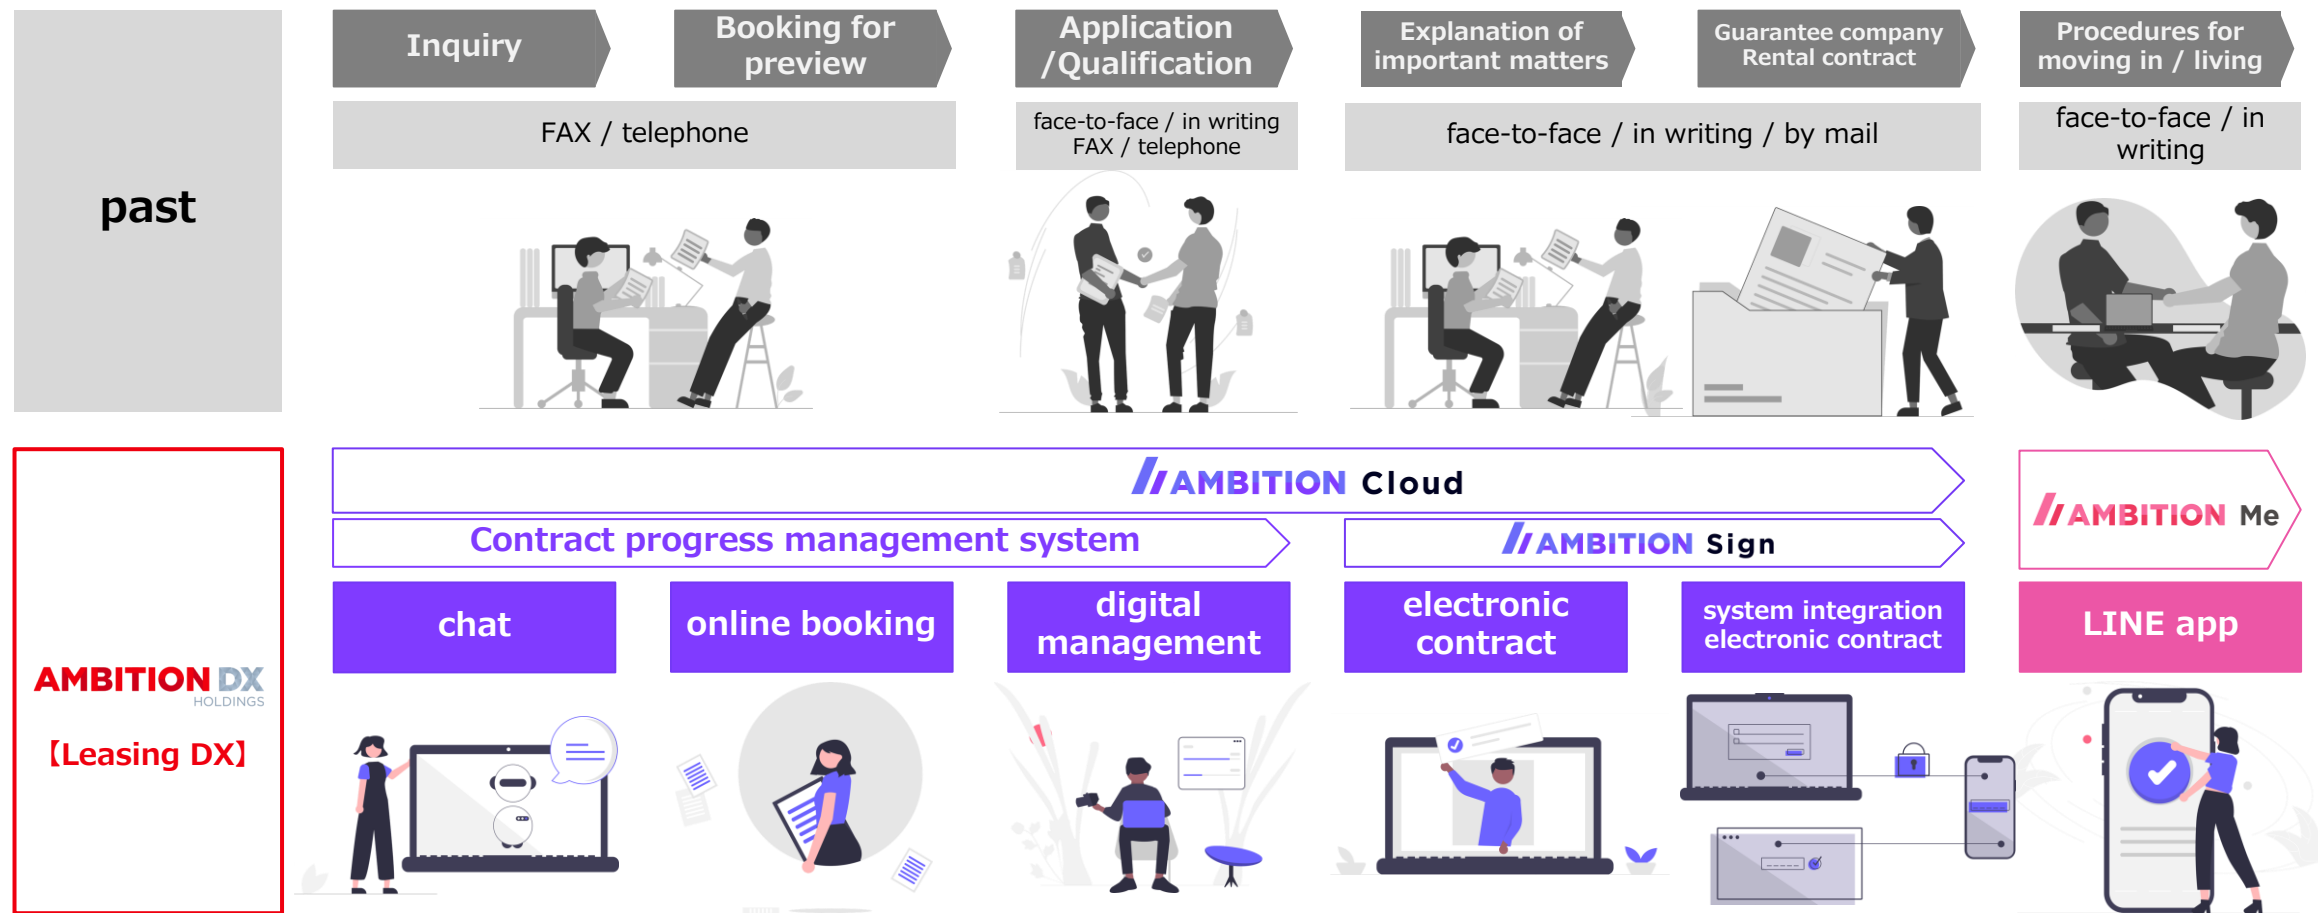 Inquiry
Booking for
preview
Application
/Qualification
Explanation of
important matters
Guarantee company
Rental contract
Procedures for
moving in / living
past
FAX / telephone
face-to-face / in writing
FAX / telephone
face-to-face / in writing / by mail
face-to-face / in
writing
AMBITION Cloud
Contract progress management system
AMBITION Sign
AMBITION Me
chat
online booking
digital
management
electronic
contract
system integration
electronic contract
LINE app
AMBITION DX
HOLDINGS
【Leasing DX】